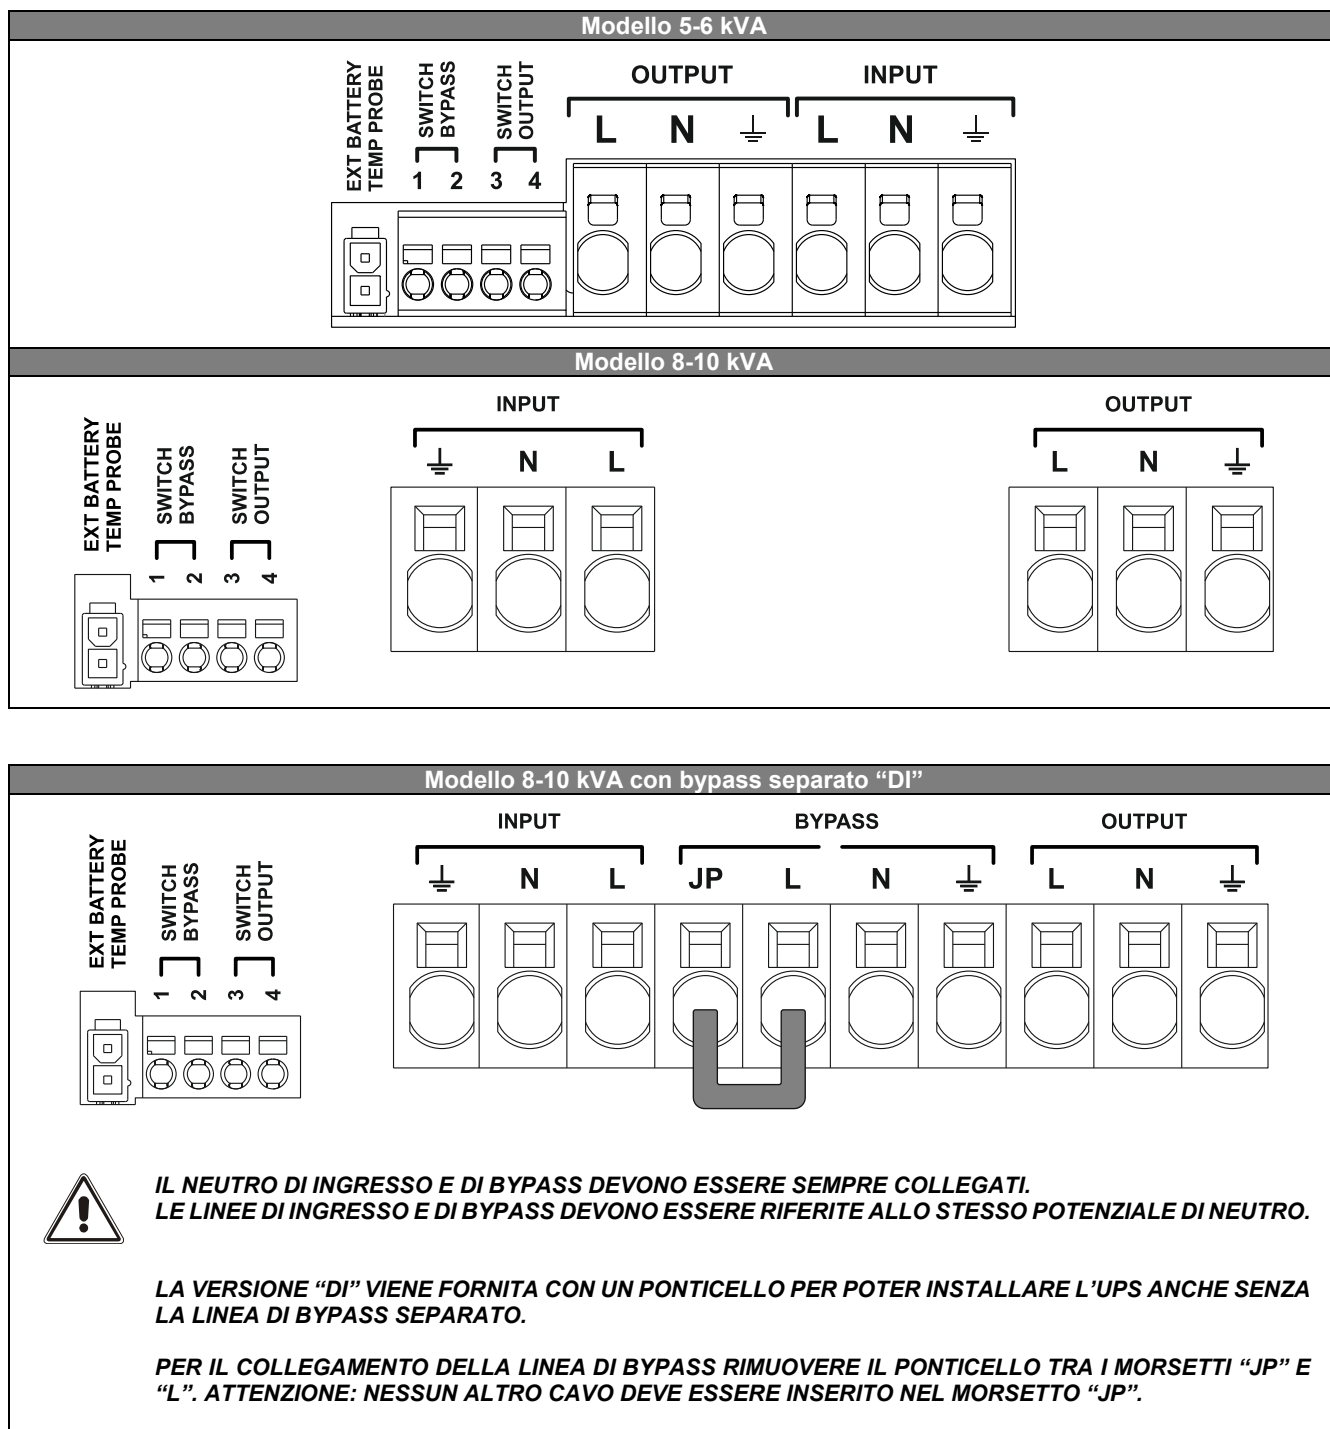 Modello 5-6 kVA
EXT BATTERY
TEMP PROBE
SWITCH
BYPASS
SWITCH
OUTPUT
1 2 3 4
OUTPUT INPUT
L N L N
Modello 8-10 kVA
EXT BATTERY
TEMP PROBE
SWITCH
BYPASS
SWITCH
OUTPUT
1 2 3 4
INPUT OUTPUT
N L L N
Modello 8-10 kVA con bypass separato “DI”
EXT BATTERY
TEMP PROBE
SWITCH
BYPASS
SWITCH
OUTPUT
1 2 3 4
INPUT BYPASS OUTPUT
N L JP L N L N
IL NEUTRO DI INGRESSO E DI BYPASS DEVONO ESSERE SEMPRE COLLEGATI.
LE LINEE DI INGRESSO E DI BYPASS DEVONO ESSERE RIFERITE ALLO STESSO POTENZIALE DI NEUTRO.
LA VERSIONE “DI” VIENE FORNITA CON UN PONTICELLO PER POTER INSTALLARE L’UPS ANCHE SENZA
LA LINEA DI BYPASS SEPARATO.
PER IL COLLEGAMENTO DELLA LINEA DI BYPASS RIMUOVERE IL PONTICELLO TRA I MORSETTI “JP” E
“L”. ATTENZIONE: NESSUN ALTRO CAVO DEVE ESSERE INSERITO NEL MORSETTO “JP”.